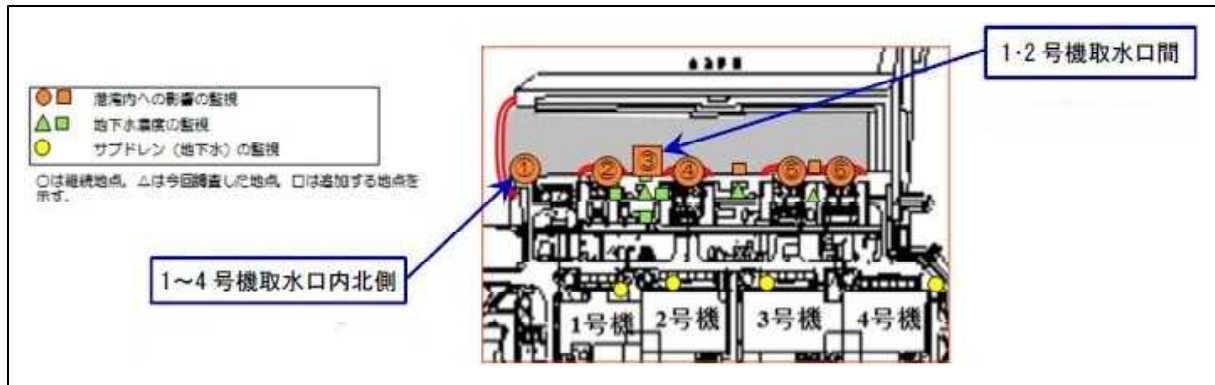 1・2号機取水口間
港湾内への影響の監視
地下水濃度の監視
サブドレン（地下水）の監視
○は継続地点、△は今回調査した地点、□は追加する地点を
示す。
① ② ③ ④ ⑤ ⑥
1～4号機取水口内北側
1号機 2号機 3号機 4号機